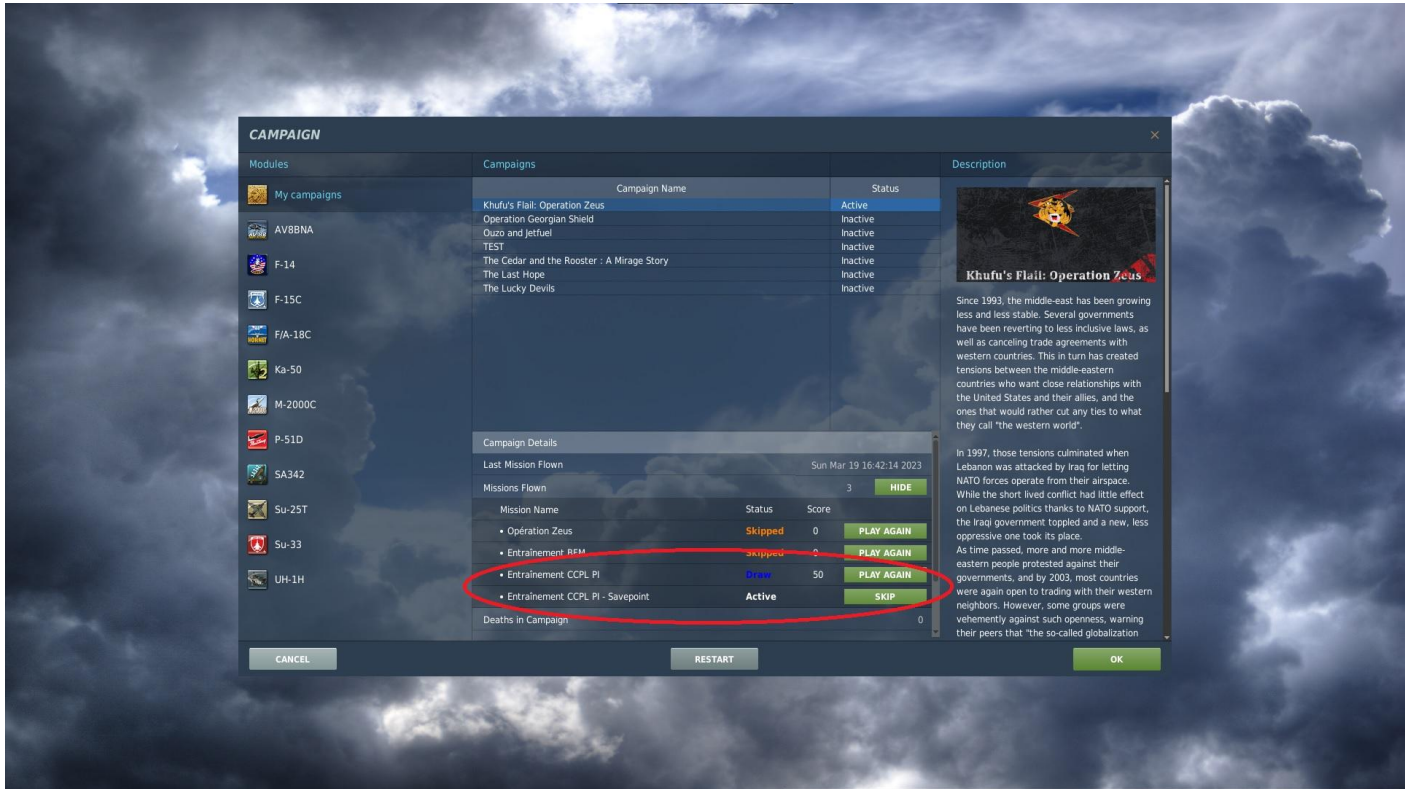 CAMPAIGN
Modules
My campaigns
AV8BNA
F-14
F-15C
F/A-18C
Ka-50
M-2000C
P-51D
SA342
Su-25T
Su-33
UH-1H
Campaigns
Campaign Name Status
Khufu's Flail: Operation Zeus Active
Operation Georgian Shield Inactive
Ouzo and Jetfuel Inactive
TEST Inactive
The Cedar and the Rooster : A Mirage Story Inactive
The Last Hope Inactive
The Lucky Devils Inactive
Campaign Details
Last Mission Flown Sun Mar 19 16:42:14 2023
Missions Flown 3 HIDE
Mission Name Status Score
• Opération Zeus Skipped 0 PLAY AGAIN
• Entraînement BFM Skipped 0 PLAY AGAIN
• Entraînement CCPL PI Draw 50 PLAY AGAIN
• Entraînement CCPL PI - Savepoint Active SKIP
Deaths in Campaign 0
Description
Khufu's Flail: Operation Zeus
Since 1993, the middle-east has been growing
less and less stable. Several governments
have been reverting to less inclusive laws, as
well as canceling trade agreements with
western countries. This in turn has created
tensions between the middle-eastern
countries who want close relationships with
the United States and their allies, and the
ones that would rather cut any ties to what
they call "the western world".
In 1997, those tensions culminated when
Lebanon was attacked by Iraq for letting
NATO forces operate from their airspace.
While the short lived conflict had little effect
on Lebanese politics thanks to NATO support,
the Iraqi government toppled and a new, less
oppressive one took its place.
As time passed, more and more middle-
eastern people protested against their
governments, and by 2003, most countries
were again open to trading with their western
neighbors. However, some groups were
vehemently against such openness, warning
their peers that "the so-called globalization
CANCEL RESTART OK